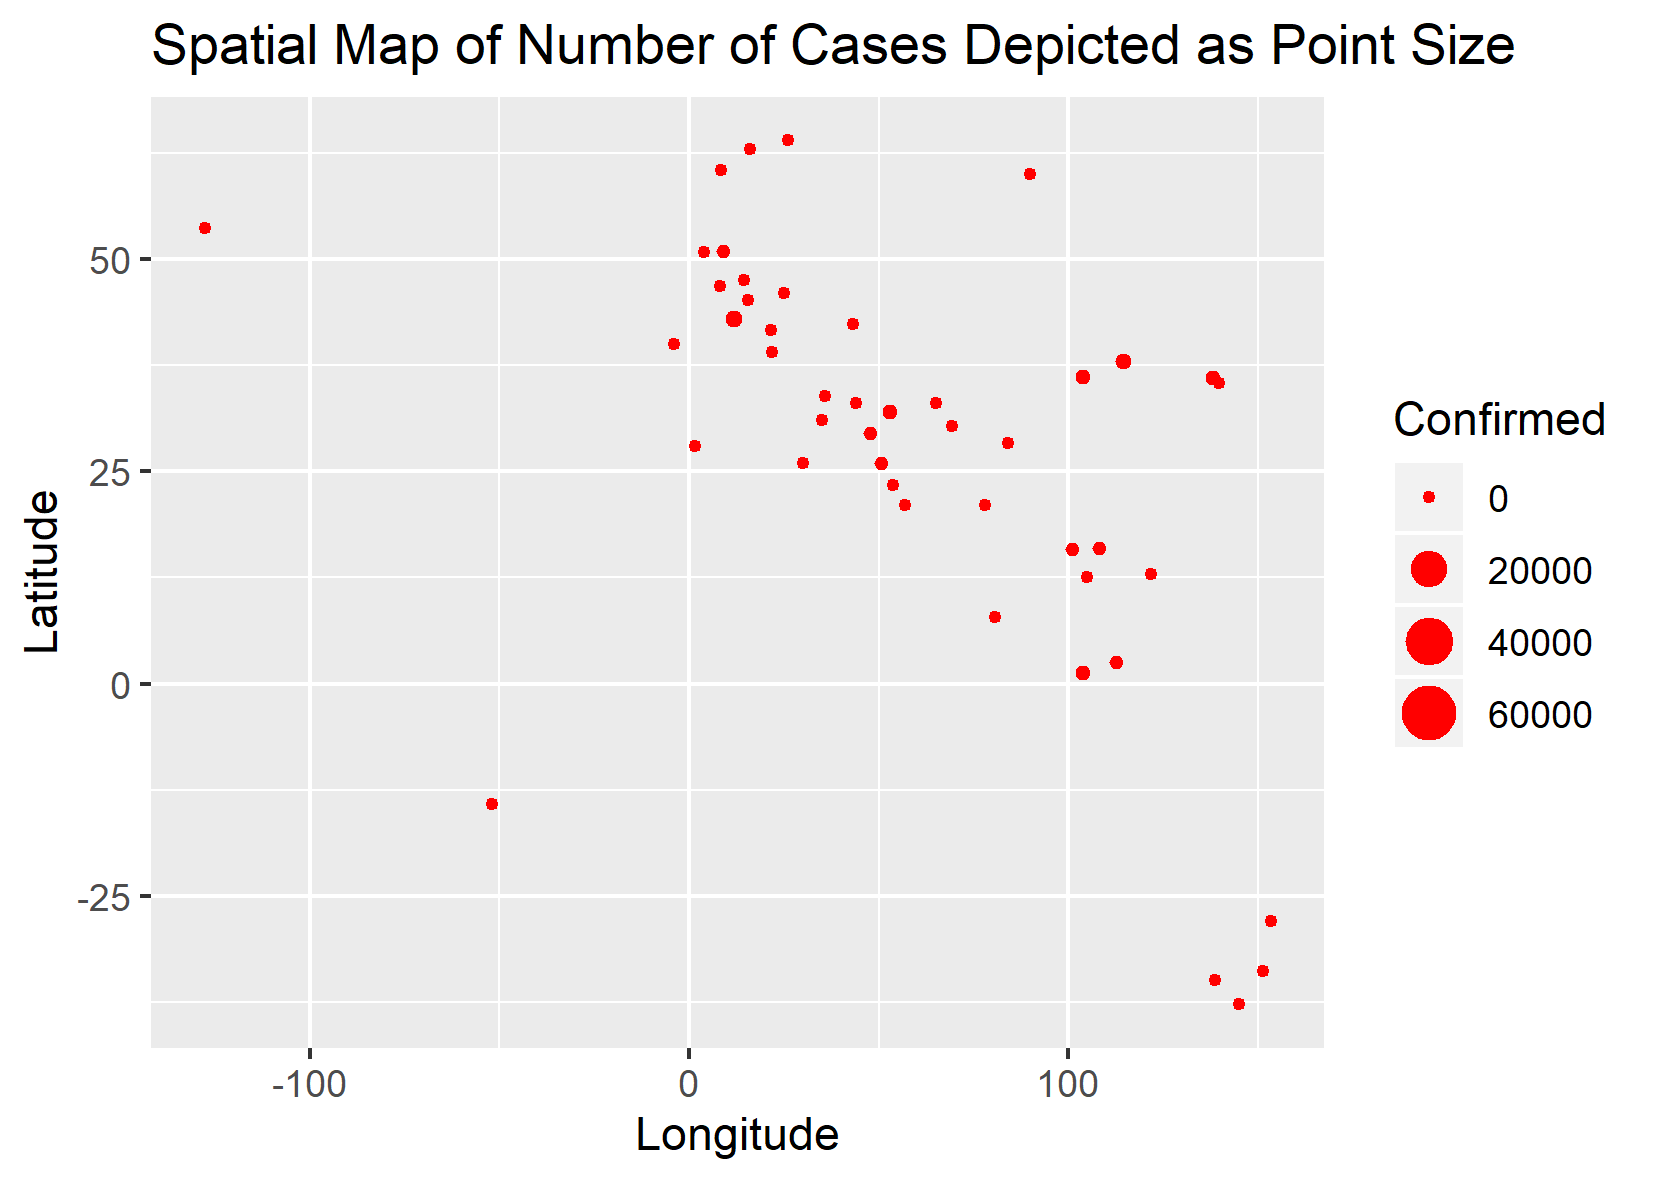 Spatial Map of Number of Cases Depicted as Point Size
Latitude
50
25
0
-25
-100
0
100
Longitude
Confirmed
0
20000
40000
60000